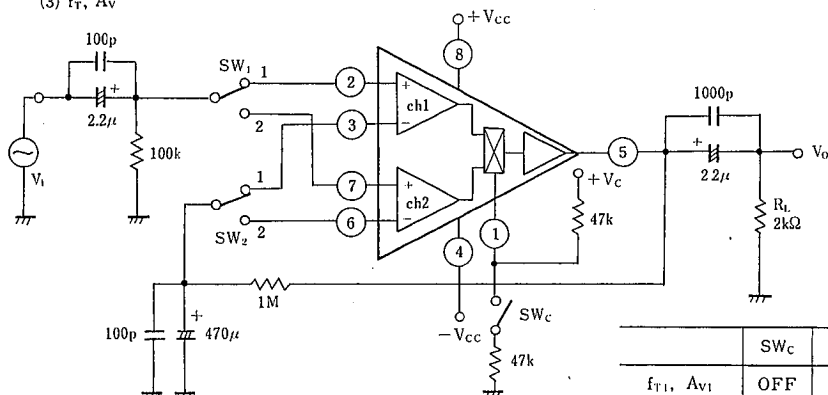 (3) fT, AV
100p
2.2μ
+
Vi
100k
SW1
1
2
1
2
SW2
2
3
7
6
+
ch1
−
+
ch2
−
8
+VCC
4
−VCC
1
5
+VC
47k
SWC
47k
1M
100p
+
470μ
1000p
+
22μ
VO
RL
2kΩ
SWC
fT1, AV1
OFF